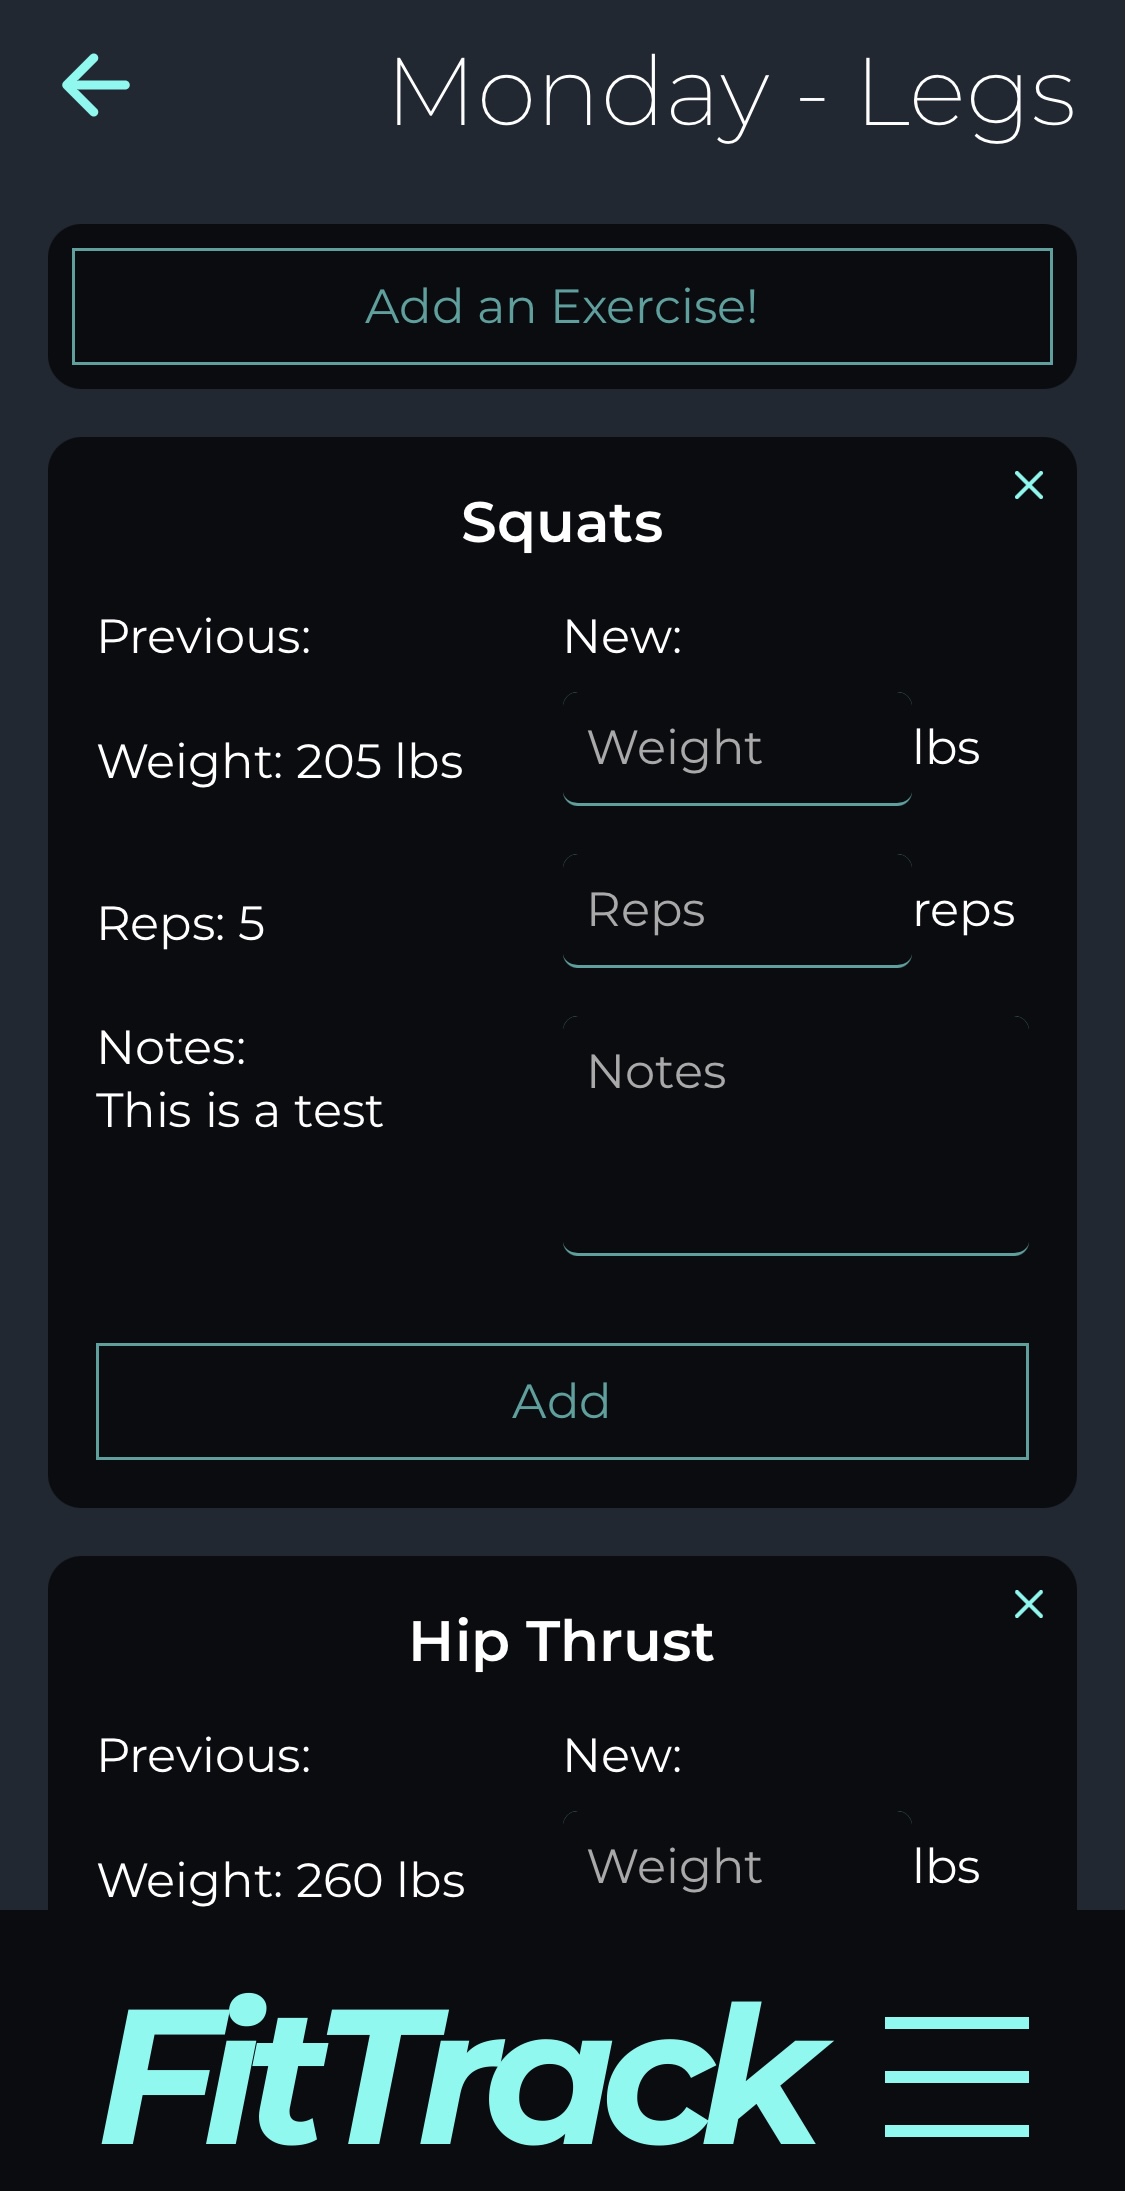 Monday - Legs
Add an Exercise!
Squats
Previous:
New:
Weight: 205 lbs
Weight lbs
Reps: 5
Reps reps
Notes:
This is a test
Notes
Add
Hip Thrust
Previous:
New:
Weight: 260 lbs
Weight lbs
FitTrack